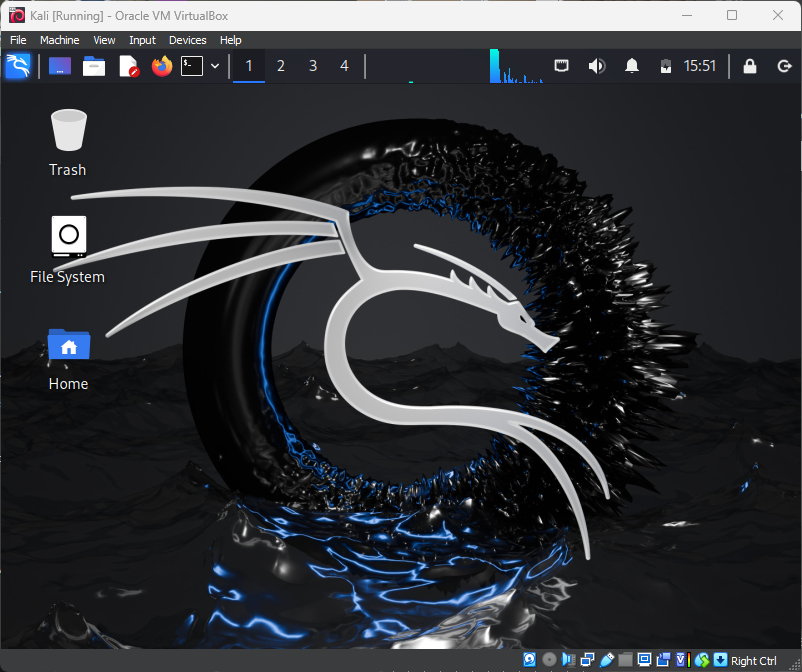 Kali [Running] - Oracle VM VirtualBox
File Machine View Input Devices Help
1 2 3 4 15:51
Trash
File System
Home
Right Ctrl